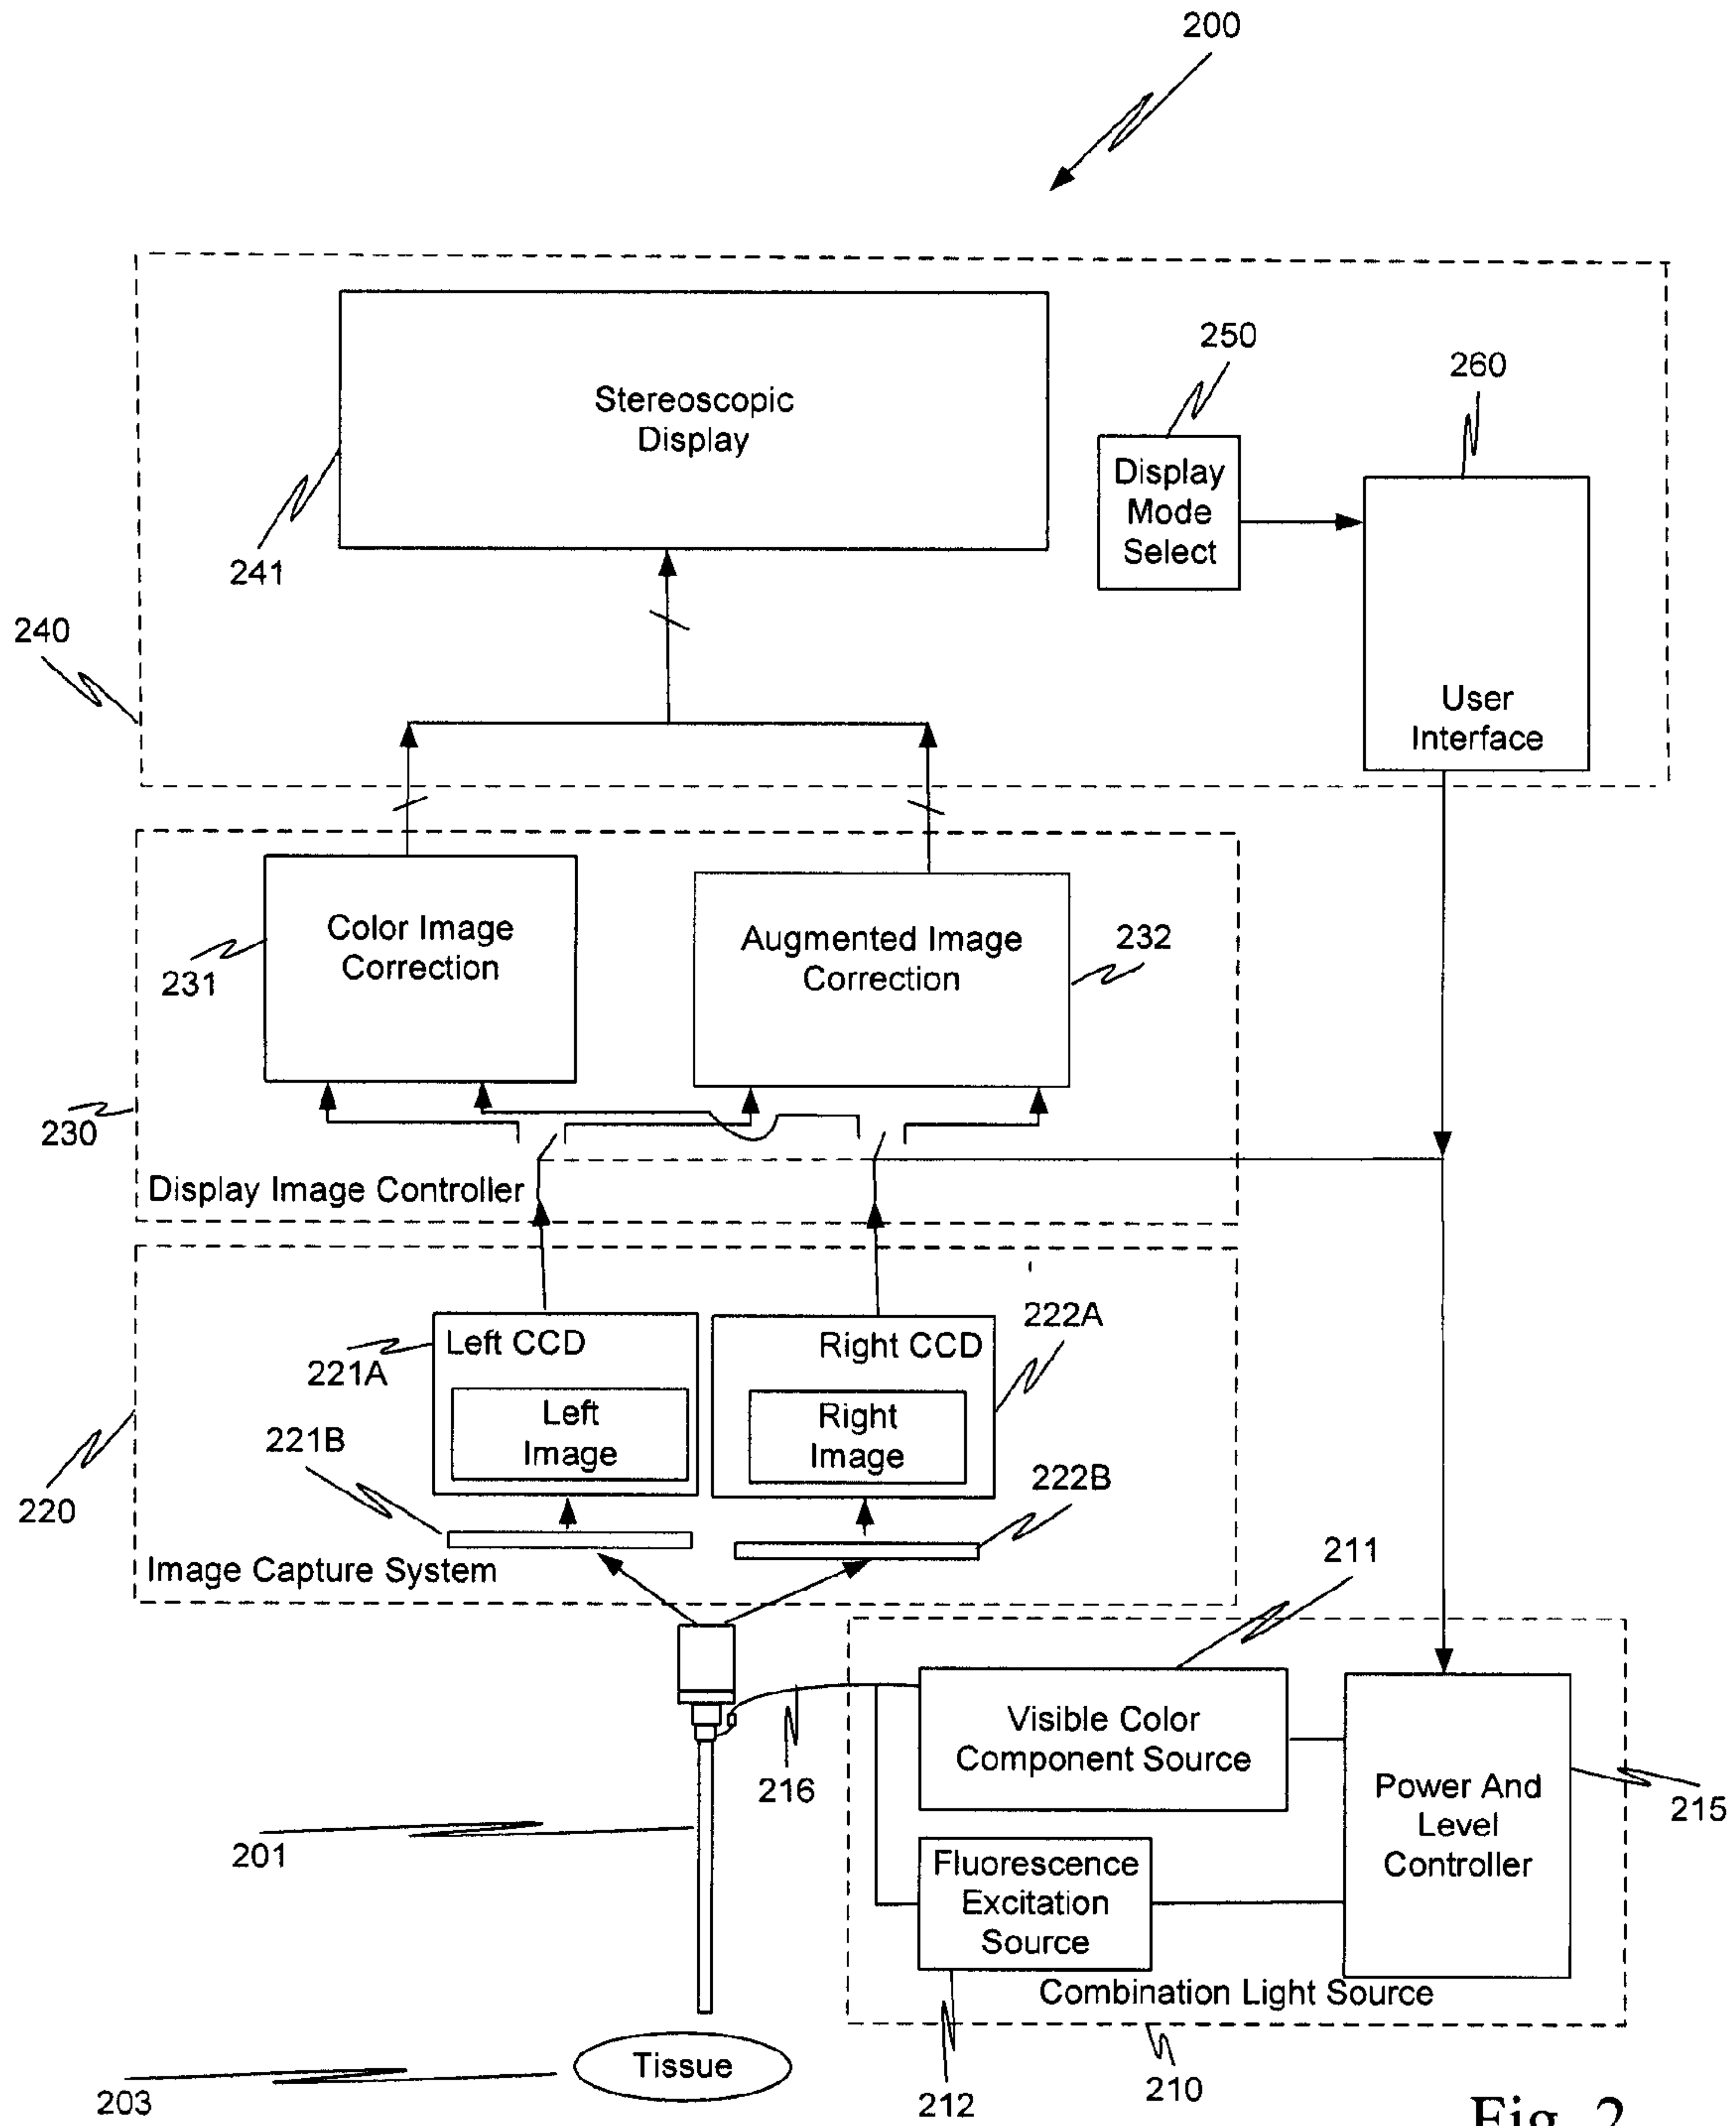 200
Stereoscopic
Display
250
260
Display
Mode
Select
241
240
User
Interface
Color Image
Correction
Augmented Image
Correction
232
231
230
Display Image Controller
222A
Left CCD
Right CCD
221A
Left
Image
Right
Image
221B
222B
220
Image Capture System
211
Visible Color
Component Source
216
Power And
Level
Controller
215
201
Fluorescence
Excitation
Source
Combination Light Source
Tissue
203
212
210
Fig. 2